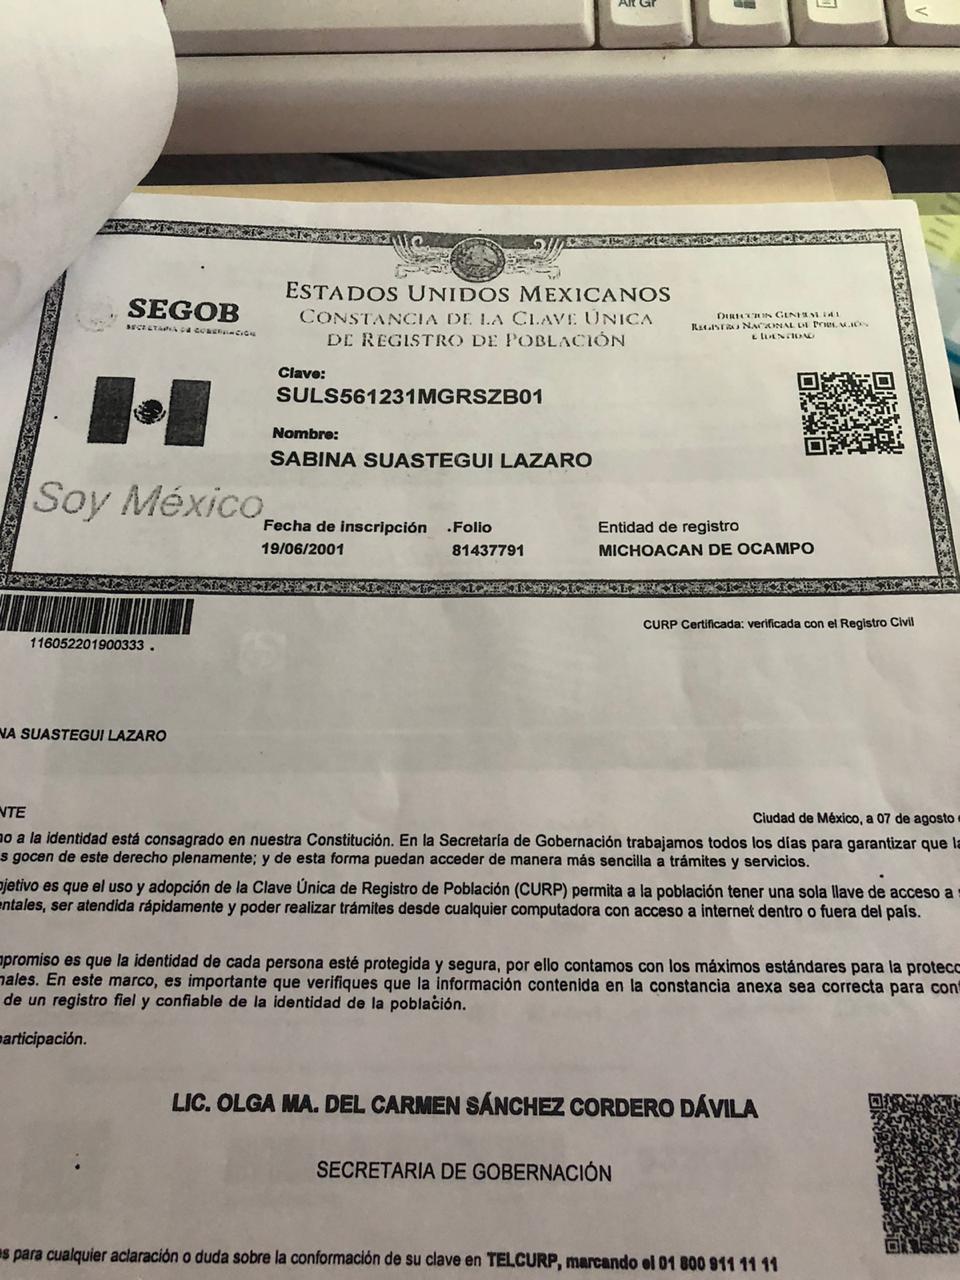 Alt Gr
<
SEGOB
SECRETARÍA DE GOBERNACIÓN
ESTADOS UNIDOS MEXICANOS
CONSTANCIA DE LA CLAVE ÚNICA
DE REGISTRO DE POBLACIÓN
DIRECCIÓN GENERAL DEL
REGISTRO NACIONAL DE POBLACIÓN
E IDENTIDAD
Clave:
SULS561231MGRSZB01
Nombre:
SABINA SUASTEGUI LAZARO
Soy México
Fecha de inscripción
Folio
Entidad de registro
19/06/2001
81437791
MICHOACAN DE OCAMPO
116052201900333
CURP Certificada: verificada con el Registro Civil
NA SUASTEGUI LAZARO
NTE
Ciudad de México, a 07 de agosto
ho a la identidad está consagrado en nuestra Constitución. En la Secretaría de Gobernación trabajamos todos los días para garantizar que la
s gocen de este derecho plenamente; y de esta forma puedan acceder de manera más sencilla a trámites y servicios.
bjetivo es que el uso y adopción de la Clave Única de Registro de Población (CURP) permita a la población tener una sola llave de acceso a
entales, ser atendida rápidamente y poder realizar trámites desde cualquier computadora con acceso a internet dentro o fuera del país.
mpromiso es que la identidad de cada persona esté protegida y segura, por ello contamos con los máximos estándares para la protecc
nales. En este marco, es importante que verifiques que la información contenida en la constancia anexa sea correcta para con
de un registro fiel y confiable de la identidad de la población.
participación.
LIC. OLGA MA. DEL CARMEN SÁNCHEZ CORDERO DÁVILA
SECRETARIA DE GOBERNACIÓN
s para cualquier aclaración o duda sobre la conformación de su clave en TELCURP, marcando el 01 800 911 11 11